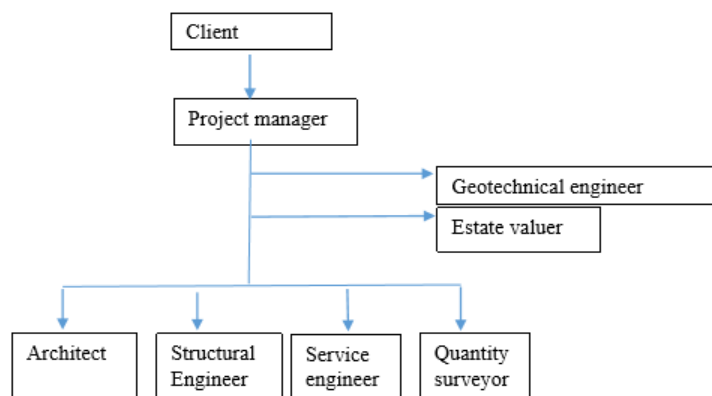 Client
Project manager
Geotechnical engineer
Estate valuer
Architect
Structural
Engineer
Service
engineer
Quantity
surveyor